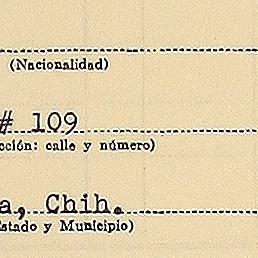 (Nacionalidad)
# 109
cción: calle y número)
a, Chih.
stado y Municipio)